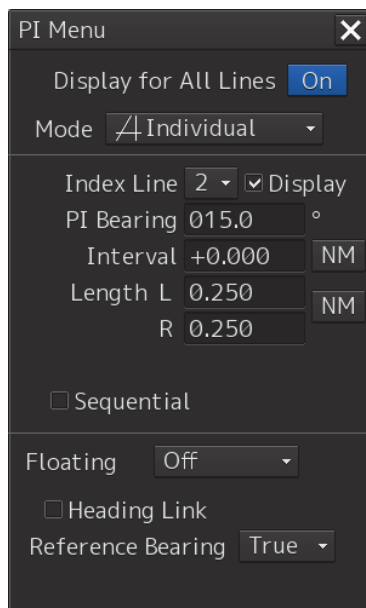 PI Menu
Display for All Lines On
Mode Individual
Index Line 2 Display
PI Bearing 015.0 °
Interval +0.000 NM
Length L 0.250 NM
R 0.250
Sequential
Floating Off
Heading Link
Reference Bearing True